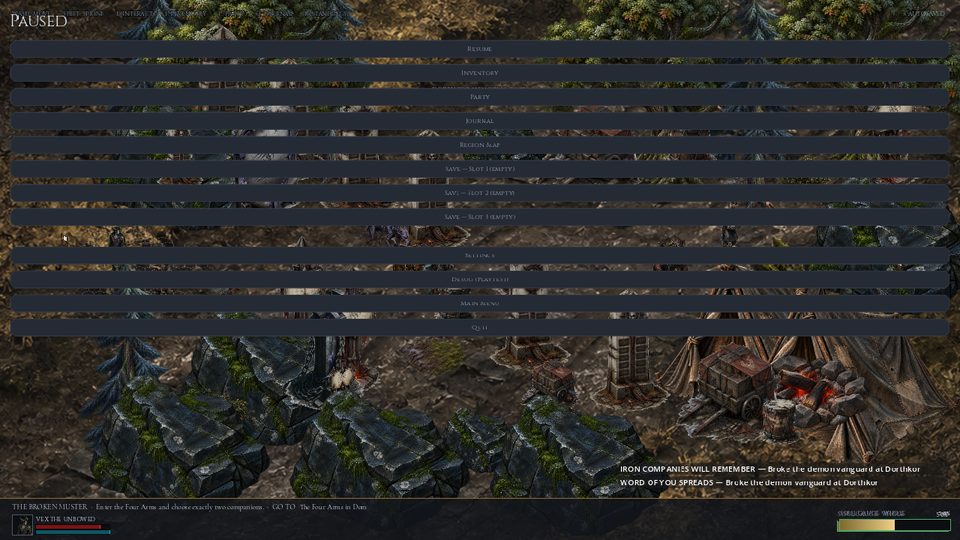 PAUSED
RESUME
INVENTORY
PARTY
JOURNAL
REGION MAP
SAVE — SLOT 1 (EMPTY)
SAVE — SLOT 2 (EMPTY)
SAVE — SLOT 3 (EMPTY)
SETTINGS
DEBUG (PLAYTEST)
MAIN MENU
QUIT
IRON COMPANIES WILL REMEMBER — Broke the demon vanguard at Dorthkor
WORD OF YOU SPREADS — Broke the demon vanguard at Dorthkor
THE BROKEN MUSTER · Enter the Four Arms and choose exactly two companions. · GO TO The Four Arms in Dorn
VEX THE UNBOWED